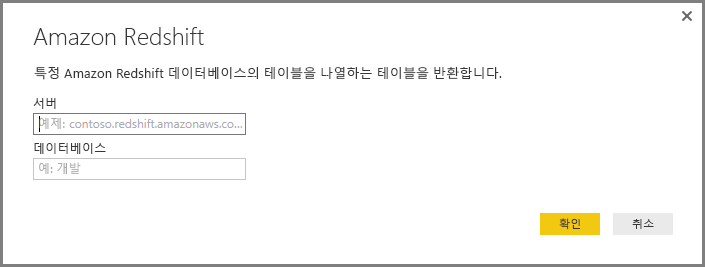 Amazon Redshift
특정 Amazon Redshift 데이터베이스의 테이블을 나열하는 테이블을 반환합니다.
서버
예제: contoso.redshift.amazonaws.co...
데이터베이스
예: 개발
확인 취소